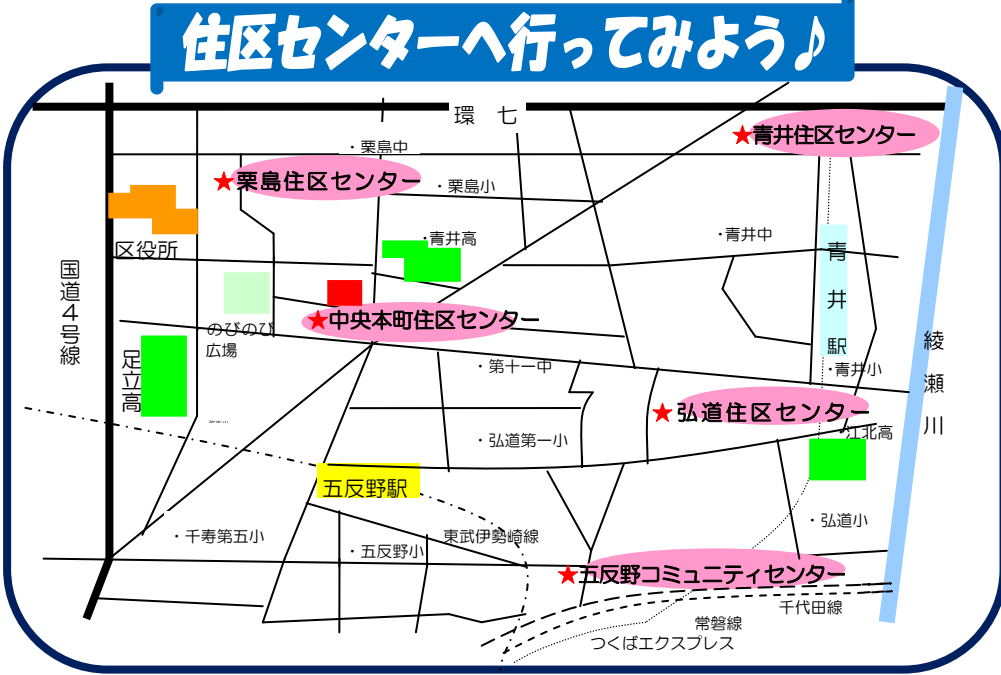 住区センターへ行ってみよう♪
環七
★青井住区センター
・栗島中
★栗島住区センター
・栗島小
・青井高
・青井中
区役所
青井駅
国道4号線
のびのび
広場
★中央本町住区センター
綾瀬川
足立高
・第十一中
・青井小
★弘道住区センター
・弘道第一小
江北高
五反野駅
・弘道小
・千寿第五小
・五反野小
東武伊勢崎線
★五反野コミュニティセンター
千代田線
常磐線
つくばエクスプレス